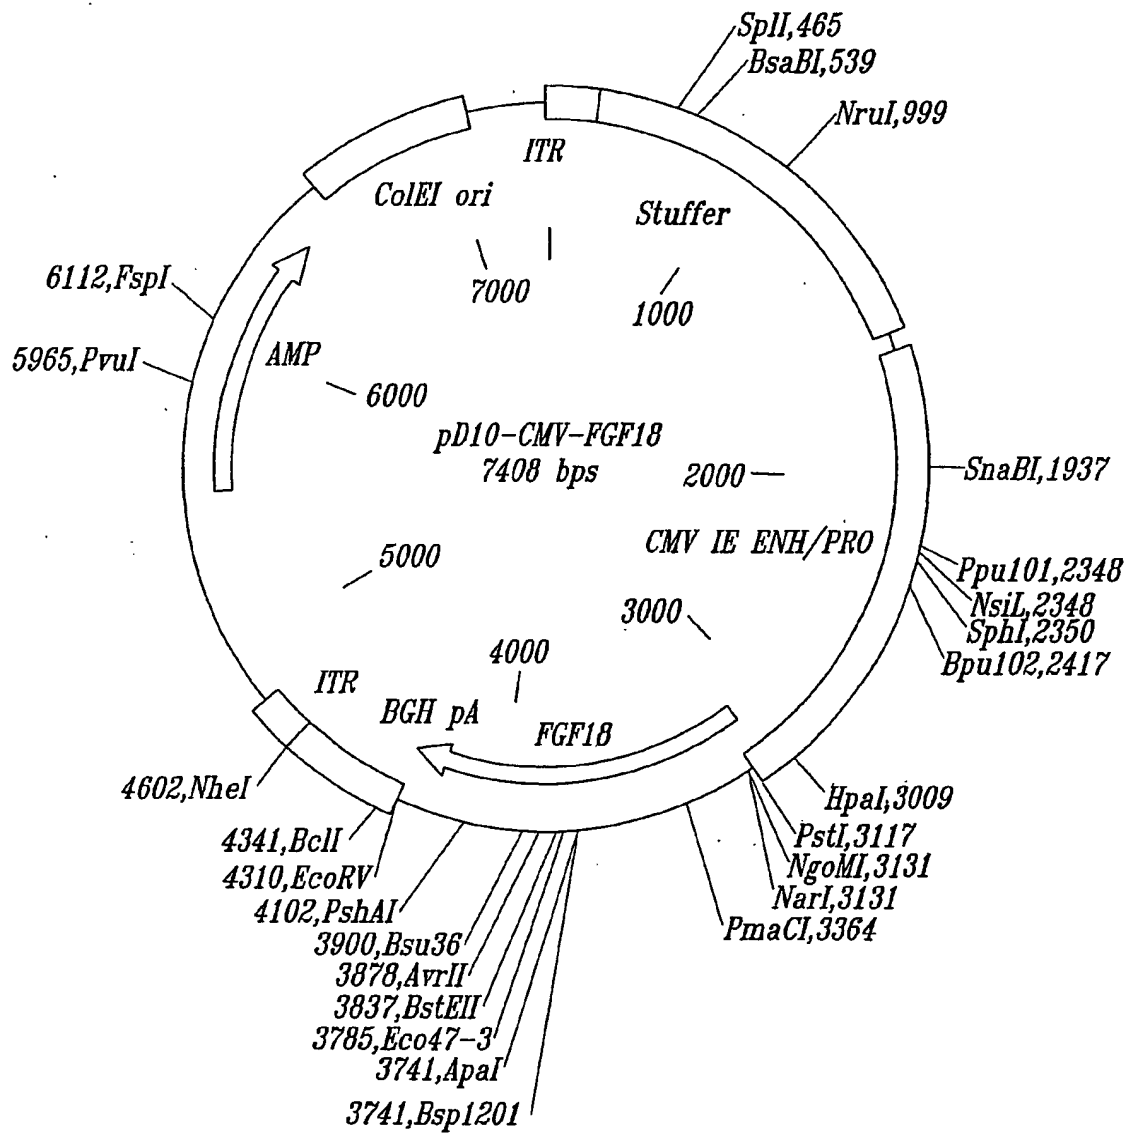 SplI,465
BsaBI,539
NruI,999
ITR
ColEI ori
Stuffer
7000
1000
6112,FspI
5965,PvuI
AMP
6000
pD10-CMV-FGF18
7408 bps
2000
SnaBI,1937
CMV IE ENH/PRO
5000
Ppu101,2348
NsiL,2348
SphI,2350
Bpu102,2417
3000
4000
ITR
BGH pA
FGF18
4602,NheI
HpaI,3009
4341,BclI
PstI,3117
4310,EcoRV
NgoMI,3131
4102,PshAI
NarI,3131
3900,Bsu36
PmaCI,3364
3878,AvrII
3837,BstEII
3785,Eco47-3
3741,ApaI
3741,Bsp1201